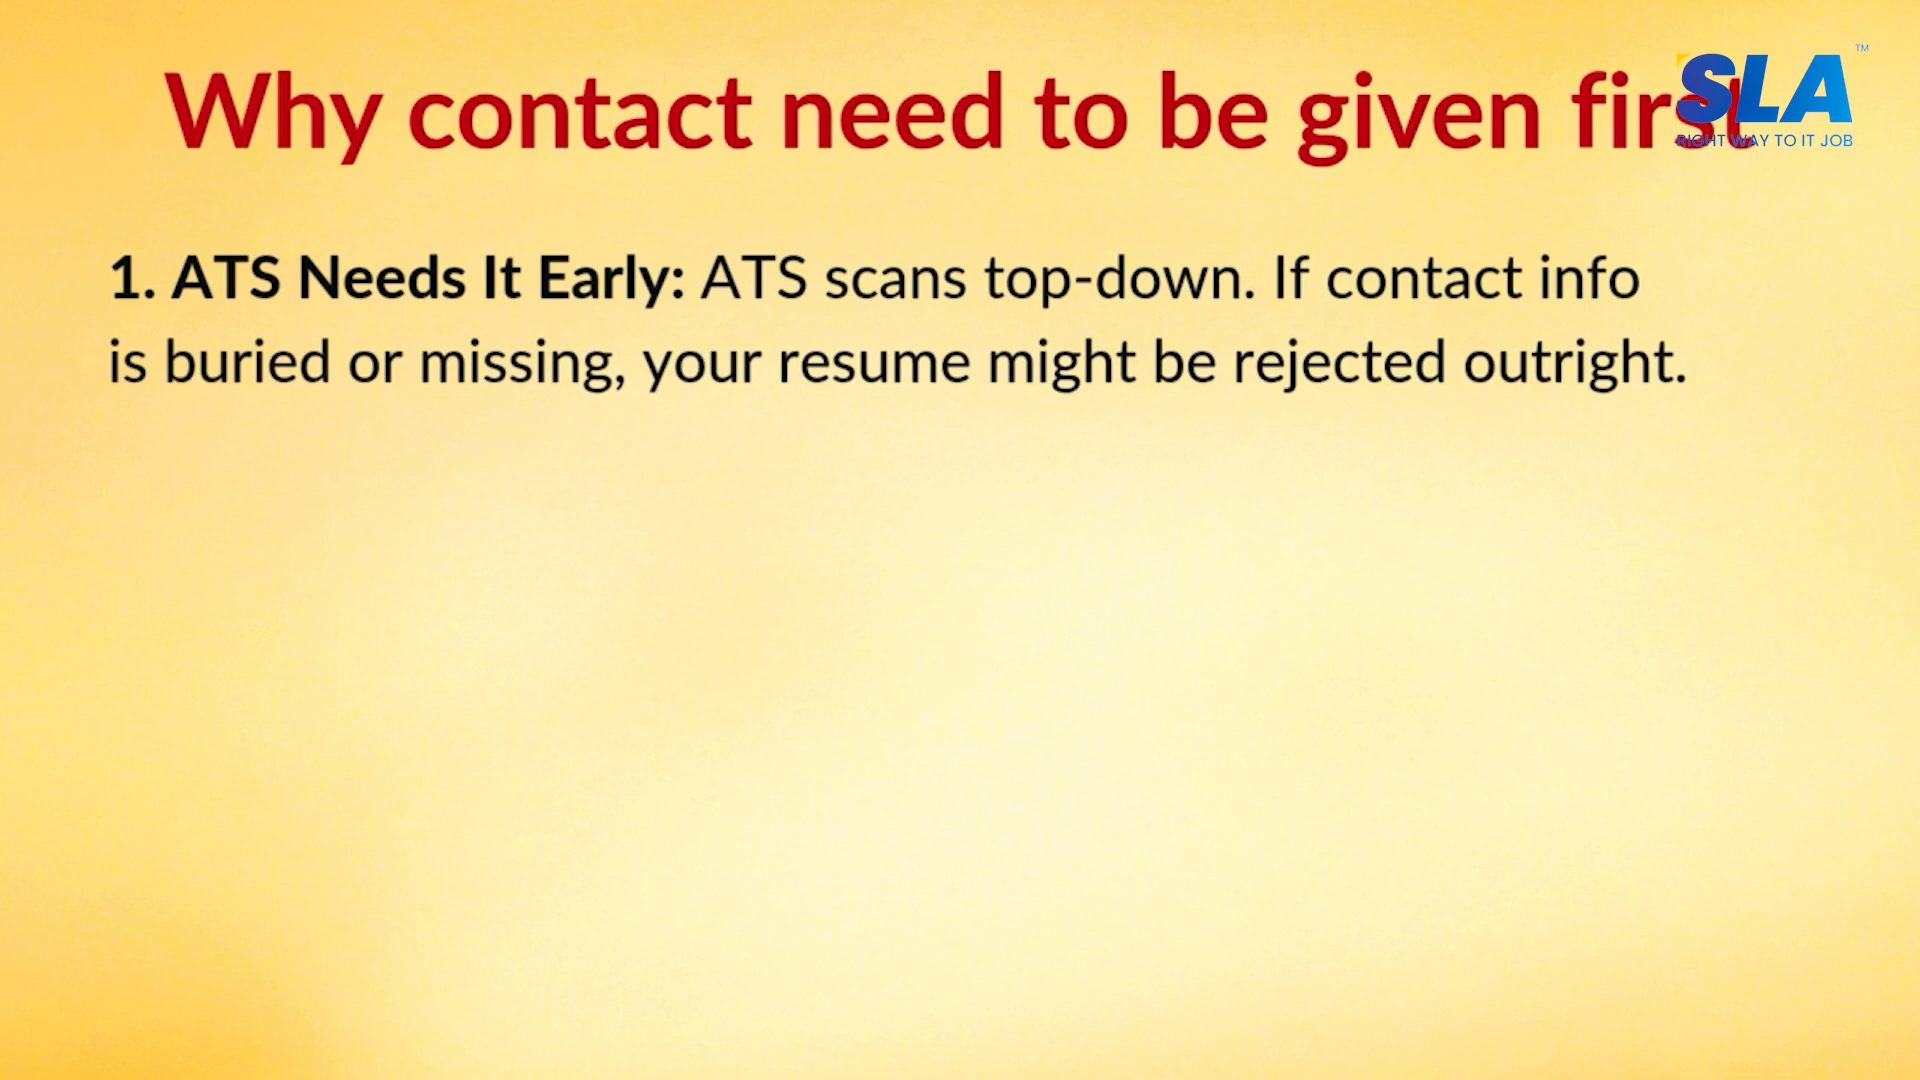 Why contact need to be given first
SLA
TM
RIGHT WAY TO IT JOB
1. ATS Needs It Early: ATS scans top-down. If contact info
is buried or missing, your resume might be rejected outright.